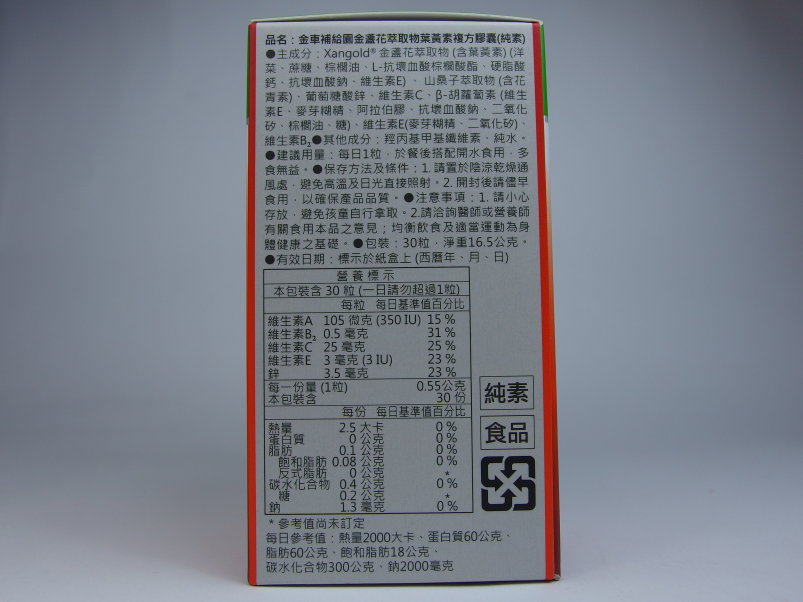 品名：金車補給園金盞花萃取物葉黃素複方膠囊(純素)
●主成分：Xangold® 金盞花萃取物 (含葉黃素) (洋
菜、蔗糖、棕櫚油、L-抗壞血酸棕櫚酸酯、硬脂酸
鈣、抗壞血酸鈉、維生素E) 、 山桑子萃取物 (含花
青素)、葡萄糖酸鋅、維生素C、β-胡蘿蔔素 (維生
素E、麥芽糊精、阿拉伯膠、抗壞血酸鈉、二氧化
矽、棕櫚油、糖)、維生素E(麥芽糊精、二氧化矽)、
維生素B₂●其他成分：羥丙基甲基纖維素、純水。
●建議用量：每日1粒，於餐後搭配開水食用，多
食無益。●保存方法及條件：1. 請置於陰涼乾燥通
風處，避免高溫及日光直接照射。2. 開封後請儘早
食用，以確保產品品質。●注意事項：1. 請小心
存放，避免孩童自行拿取。2.請洽詢醫師或營養師
有關食用本品之意見；均衡飲食及適當運動為身
體健康之基礎。●包裝：30粒，淨重16.5公克。
●有效日期：標示於紙盒上 (西曆年、月、日)
營養標示
本包裝含 30 粒 (一日請勿超過1粒)
每粒 每日基準值百分比
維生素A 105 微克 (350 IU) 15 %
維生素B₂ 0.5 毫克 31 %
維生素C 25 毫克 25 %
維生素E 3 毫克 (3 IU) 23 %
鋅 3.5 毫克 23 %
每一份量 (1粒) 0.55公克
本包裝含 30 份
每份 每日基準值百分比
熱量 2.5 大卡 0 %
蛋白質 0 公克 0 %
脂肪 0.1 公克 0 %
飽和脂肪 0.08 公克 0 %
反式脂肪 0 公克 *
碳水化合物 0.4 公克 0 %
糖 0.2 公克 *
鈉 1.3 毫克 0 %
* 參考值尚未訂定
每日參考值：熱量2000大卡、蛋白質60公克、
脂肪60公克、飽和脂肪18公克、
碳水化合物300公克、鈉2000毫克
純素
食品